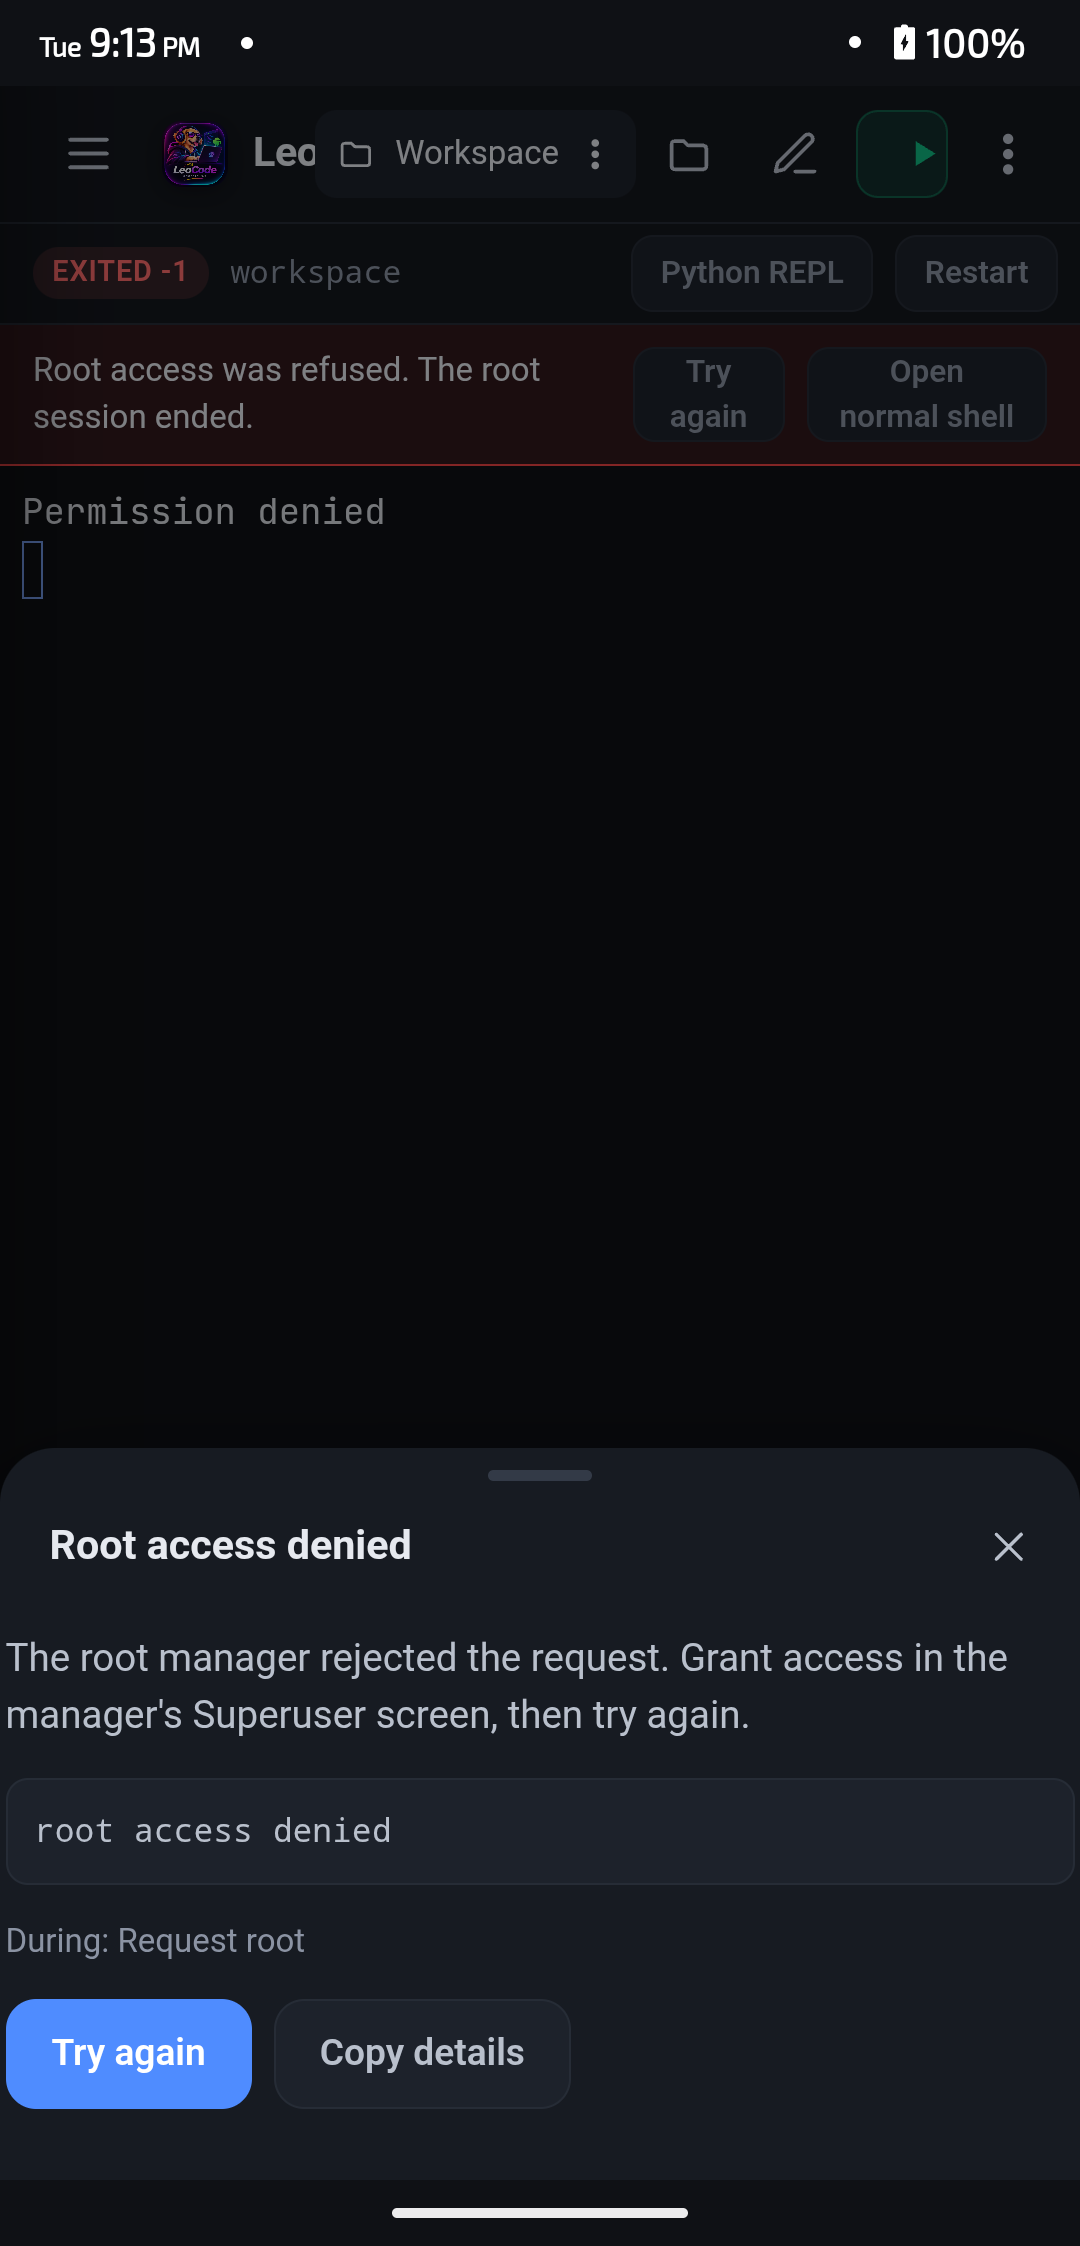 Tue 9:13 PM
100%
LeoCode
Leo
Workspace
EXITED -1
workspace
Python REPL
Restart
Root access was refused. The root
session ended.
Try
again
Open
normal shell
Permission denied
Root access denied
The root manager rejected the request. Grant access in the
manager's Superuser screen, then try again.
root access denied
During: Request root
Try again
Copy details